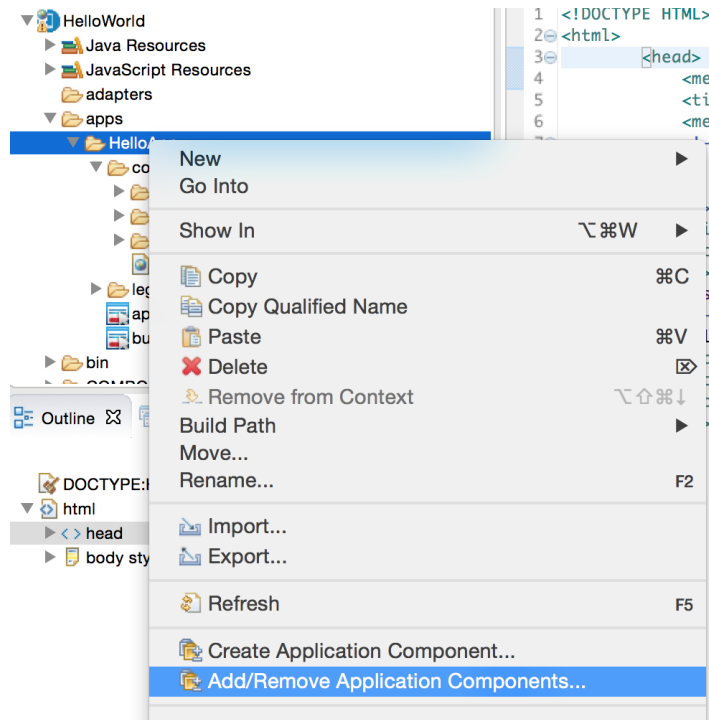 HelloWorld
Java Resources
JavaScript Resources
adapters
apps
bin
Outline
html
head
body
1 <!DOCTYPE HTML>
2 <html>
3 <head>
4
5
6
New
Go Into
Show In ⌥⌘W
Copy ⌘C
Copy Qualified Name
Paste ⌘V
Delete ⌦
Remove from Context ⌥⇧⌘↓
Build Path
Move...
Rename... F2
Import...
Export...
Refresh F5
Create Application Component...
Add/Remove Application Components...